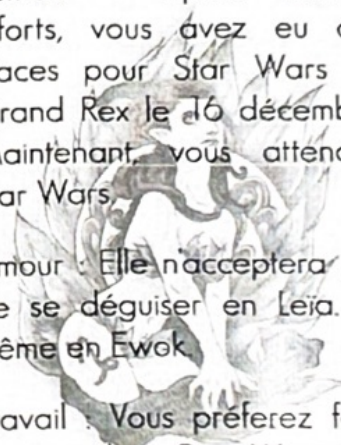 forts, vous avez eu
aces pour Star Wars
rand Rex le 16 décemb
aintenant, vous attend
ar Wars.
mour : Elle n'acceptera
e se déguiser en Leïa.
ême en Ewok.
avail : Vous préferez f